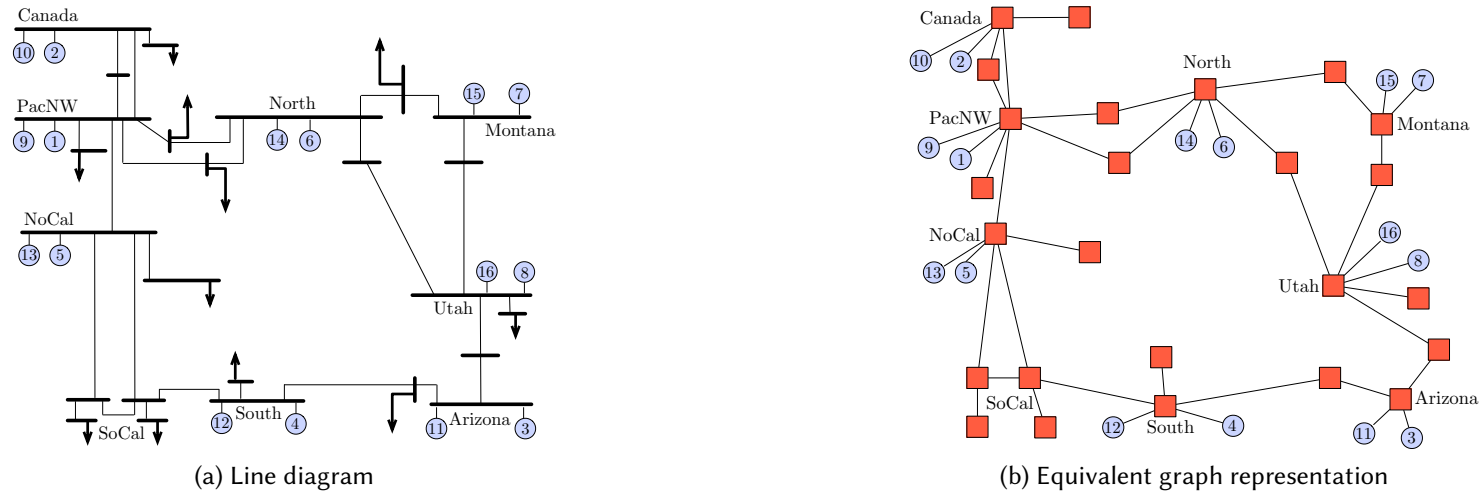 Canada
10 2
PacNW
9 1
North
14 6
15 7
Montana
NoCal
13 5
16 8
Utah
SoCal
12 South 4
11 Arizona 3
(a) Line diagram
Canada
10 2
North
15 7
PacNW
Montana
9 1
14 6
NoCal
13 5
16
8
Utah
SoCal
12 South 4
Arizona
11 3
(b) Equivalent graph representation